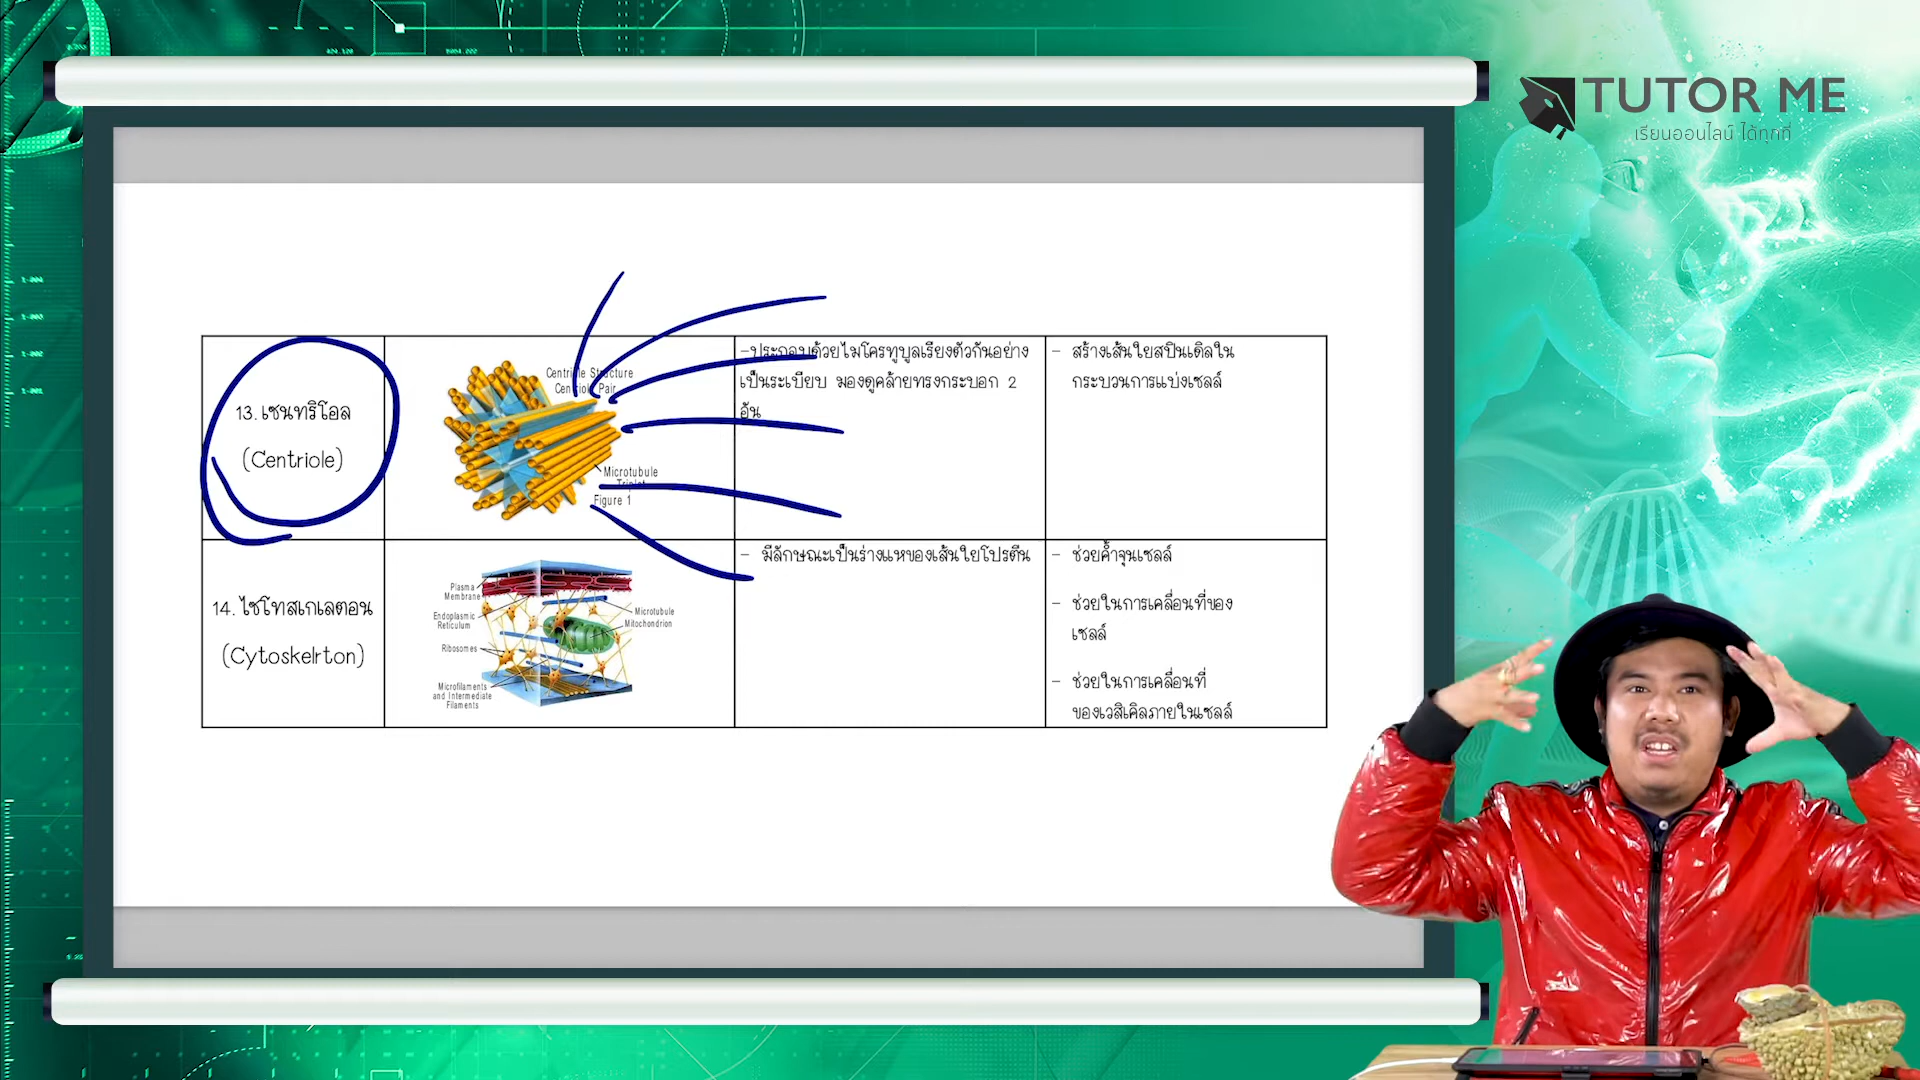 TUTOR ME
เรียนออนไลน์ ได้ทุกที่
13. เซนทริโอล
(Centriole)
Centriole Structure
Centriole Pair
Microtubule
Triplet
Figure 1
-ประกอบด้วยไมโครทูบูลเรียงตัวกันอย่าง
เป็นระเบียบ มองดูคล้ายทรงกระบอก 2
อัน
- สร้างเส้นใยสปินเดิลใน
กระบวนการแบ่งเซลล์
14. ไซโทสเกเลตอน
(Cytoskelrton)
Plasma
Membrane
Endoplasmic
Reticulum
Ribosomes
Microfilaments
and Intermediate
Filaments
Microtubule
Mitochondrion
- มีลักษณะเป็นร่างแหของเส้นใยโปรตีน
- ช่วยค้ำจุนเซลล์
- ช่วยในการเคลื่อนที่ของ
เซลล์
- ช่วยในการเคลื่อนที่
ของเวสิเคิลภายในเซลล์
1-004
1-003
1-002
1-001